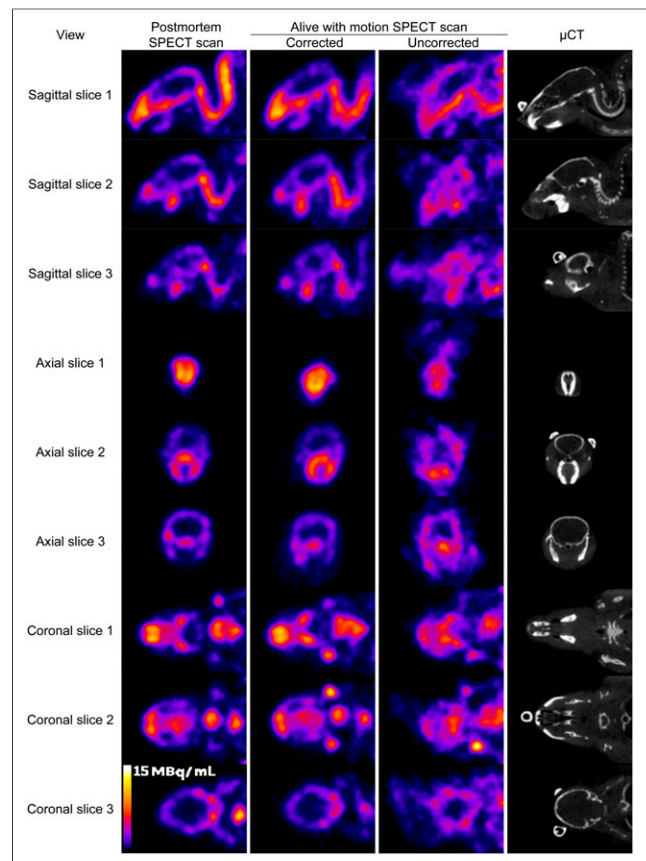 View
Postmortem
SPECT scan
Alive with motion SPECT scan
Corrected
Uncorrected
µCT
Sagittal slice 1
Sagittal slice 2
Sagittal slice 3
Axial slice 1
Axial slice 2
Axial slice 3
Coronal slice 1
Coronal slice 2
15 MBq/mL
Coronal slice 3